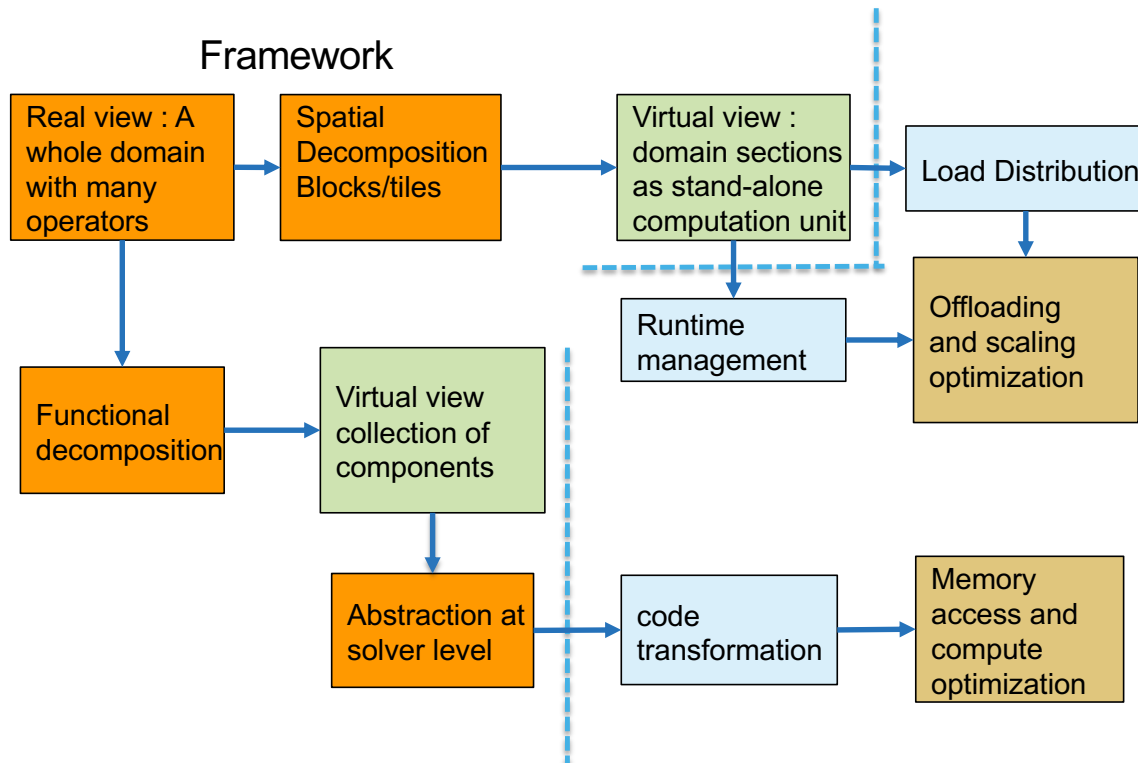 Framework
Real view : A
whole domain
with many
operators
Spatial
Decomposition
Blocks/tiles
Virtual view :
domain sections
as stand-alone
computation unit
Load Distribution
Runtime
management
Offloading
and scaling
optimization
Functional
decomposition
Virtual view
collection of
components
Abstraction at
solver level
code
transformation
Memory
access and
compute
optimization